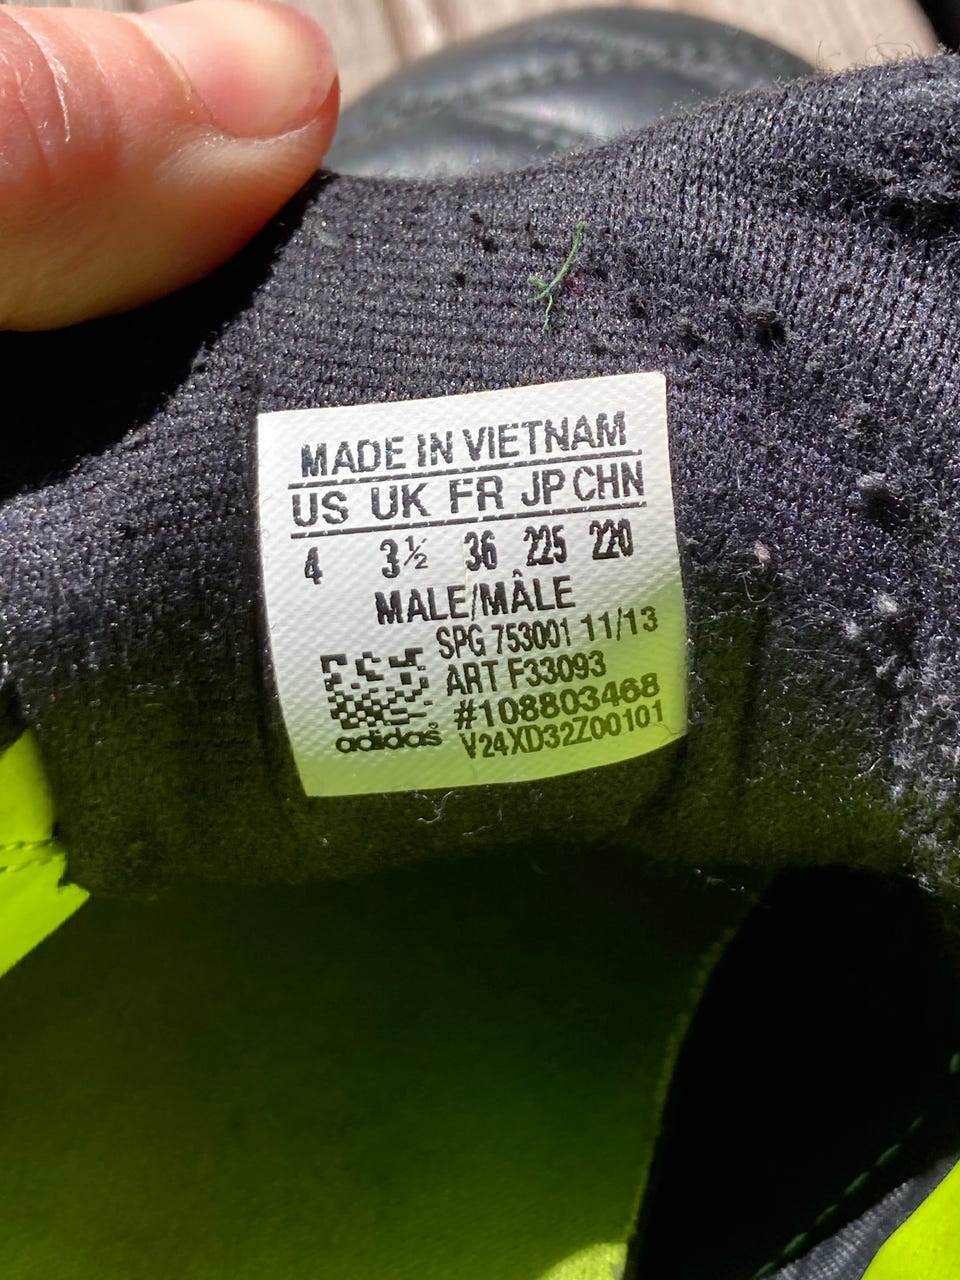 MADE IN VIETNAM
US UK FR JP CHN
4 3½ 36 225 220
MALE/MÂLE
SPG 753001 11/13
ART F33093
#108803468
adidas® V24XD32Z00101